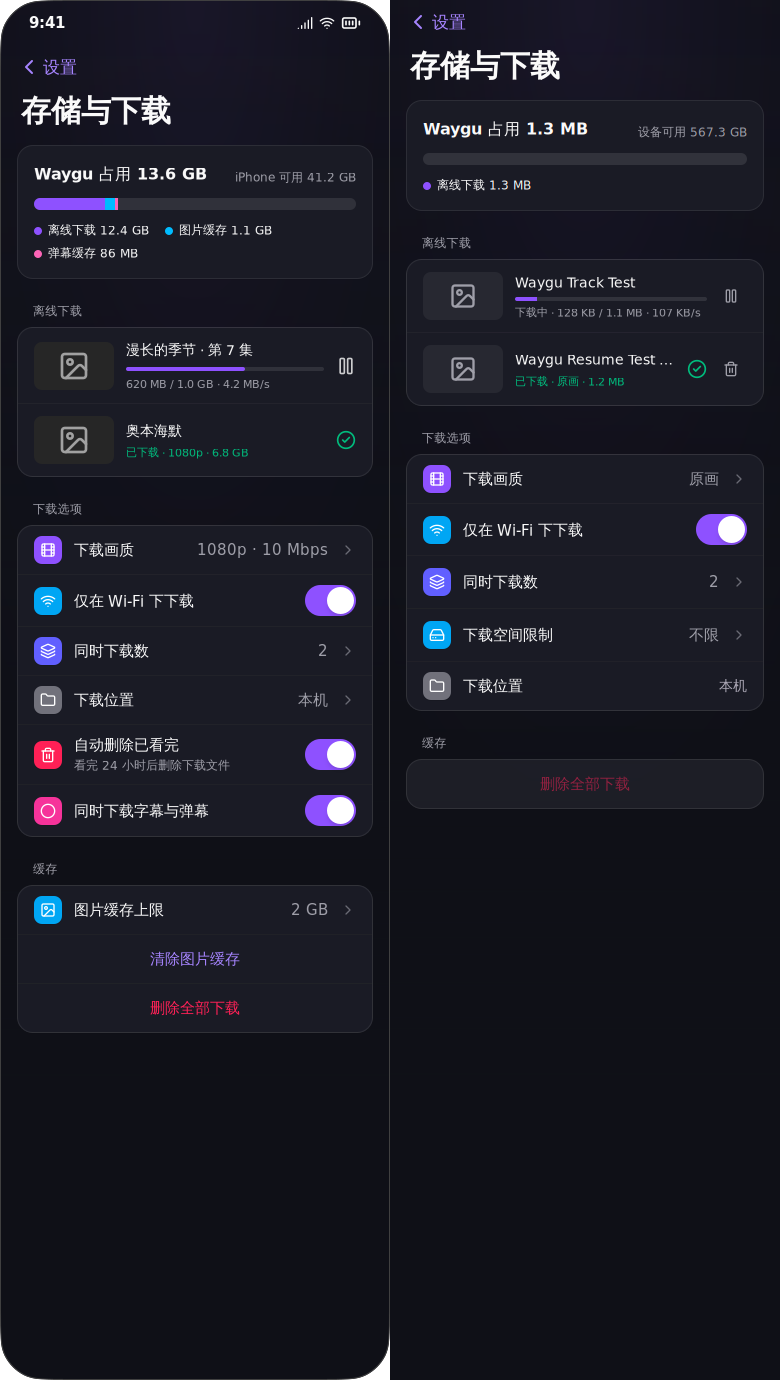 9:41
设置
存储与下载
Waygu 占用 13.6 GB
iPhone 可用 41.2 GB
离线下载 12.4 GB
图片缓存 1.1 GB
弹幕缓存 86 MB
离线下载
漫长的季节 · 第 7 集
620 MB / 1.0 GB · 4.2 MB/s
奥本海默
已下载 · 1080p · 6.8 GB
下载选项
下载画质
1080p · 10 Mbps
仅在 Wi-Fi 下下载
同时下载数
2
下载位置
本机
自动删除已看完
看完 24 小时后删除下载文件
同时下载字幕与弹幕
缓存
图片缓存上限
2 GB
清除图片缓存
删除全部下载
设置
存储与下载
Waygu 占用 1.3 MB
设备可用 567.3 GB
离线下载 1.3 MB
离线下载
Waygu Track Test
下载中 · 128 KB / 1.1 MB · 107 KB/s
Waygu Resume Test ...
已下载 · 原画 · 1.2 MB
下载选项
下载画质
原画
仅在 Wi-Fi 下下载
同时下载数
2
下载空间限制
不限
下载位置
本机
缓存
删除全部下载